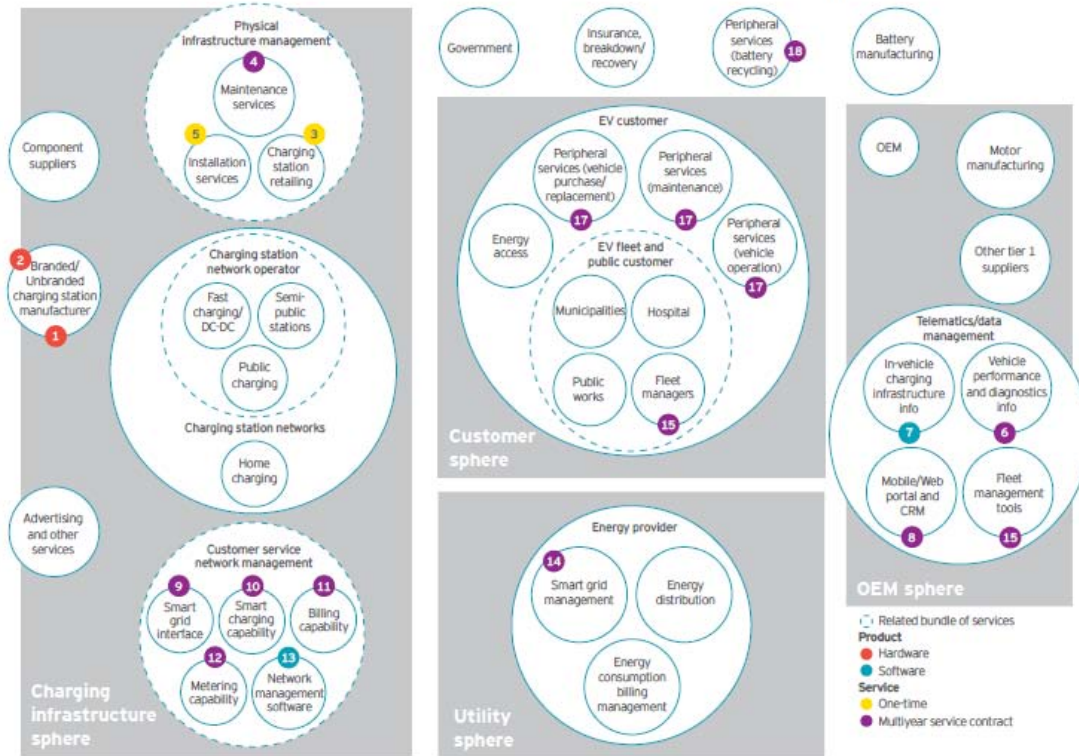 Physical
infrastructure management
4
Maintenance
services
5
Installation
services
3
Charging
station
retailing
Component
suppliers
2
Branded/
Unbranded
charging station
manufacturer
1
Charging station
network operator
Fast
charging/
DC-DC
Semi-
public
stations
Public
charging
Charging station networks
Home
charging
Advertising
and other
services
Customer service
network management
9
Smart
grid
interface
10
Smart
charging
capability
11
Billing
capability
12
Metering
capability
13
Network
management
software
Charging
infrastructure
sphere
Government
Insurance,
breakdown/
recovery
Peripheral
services
(battery
recycling)
18
Battery
manufacturing
EV customer
Peripheral
services (vehicle
purchase/
replacement)
17
Peripheral
services
(maintenance)
17
Energy
access
Peripheral
services
(vehicle
operation)
17
EV fleet and
public customer
Municipalities
Hospital
Public
works
Fleet
managers
15
Customer
sphere
Energy provider
14
Smart grid
management
Energy
distribution
Energy
consumption
billing
management
Utility
sphere
OEM
Motor
manufacturing
Other tier 1
suppliers
Telematics/data
management
In-vehicle
charging
infrastructure
info
7
Vehicle
performance
and diagnostics
info
6
Mobile/Web
portal and
CRM
8
Fleet
management
tools
15
OEM sphere
Related bundle of services
Product
Hardware
Software
Service
One-time
Multiyear service contract